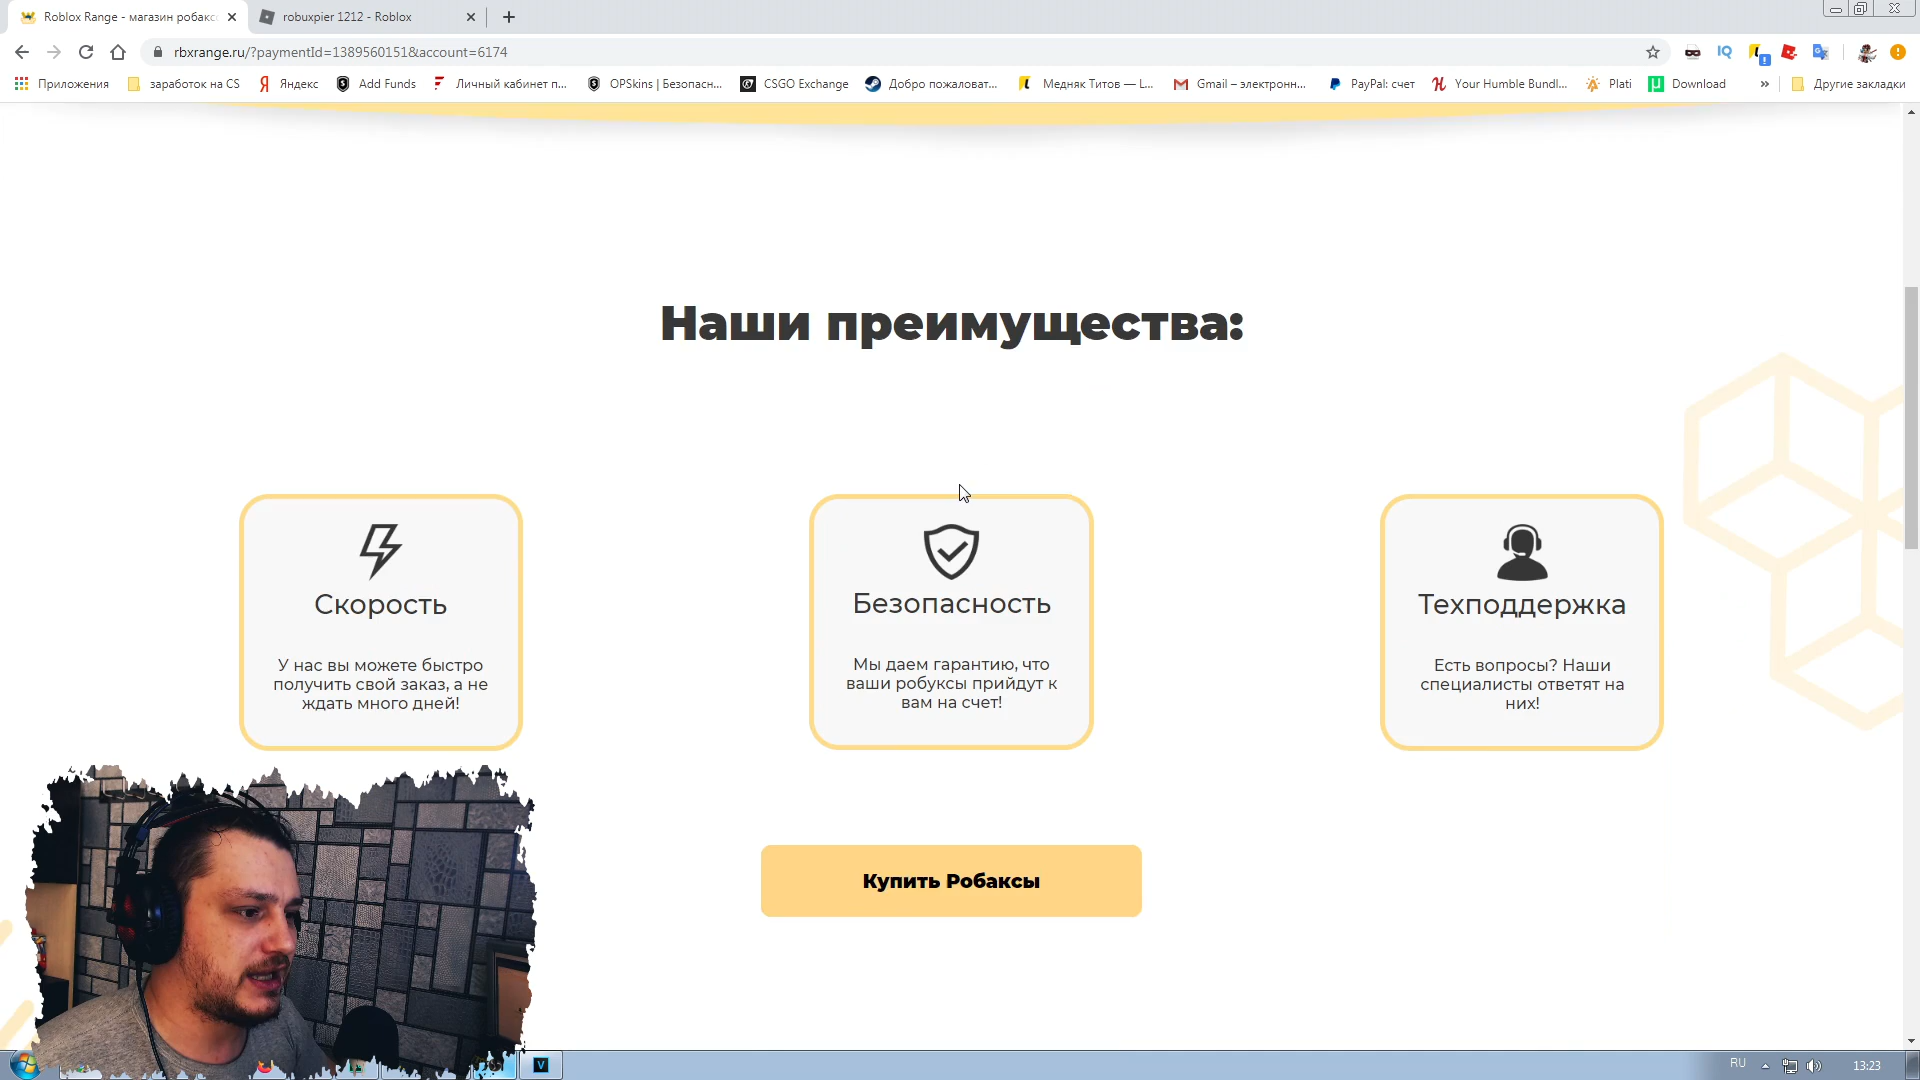 Roblox Range - магазин робаксо
robuxpier 1212 - Roblox
rbxrange.ru/?paymentId=1389560151&account=6174
Приложения
заработок на CS
Яндекс
Add Funds
Личный кабинет п...
OPSkins | Безопасн...
CSGO Exchange
Добро пожаловат...
Медняк Титов — L...
Gmail – электронн...
PayPal: счет
Your Humble Bundl...
Plati
Download
»
Другие закладки
Наши преимущества:
Скорость
У нас вы можете быстро
получить свой заказ, а не
ждать много дней!
Безопасность
Мы даем гарантию, что
ваши робуксы прийдут к
вам на счет!
Техподдержка
Есть вопросы? Наши
специалисты ответят на
них!
Купить Робаксы
RU
13:23